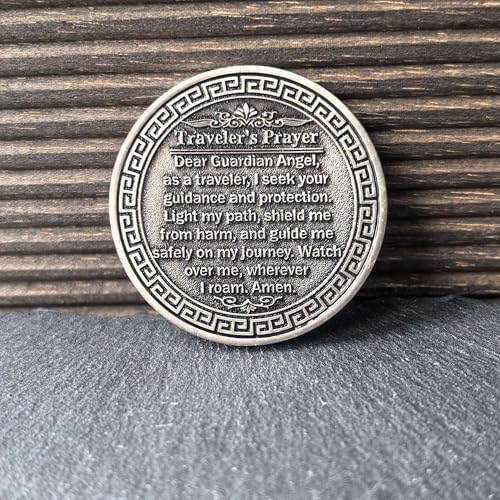 Traveler's Prayer
Dear Guardian Angel,
as a traveler, I seek your
guidance and protection.
Light my path, shield me
from harm, and guide me
safely on my journey. Watch
over me, wherever
I roam. Amen.